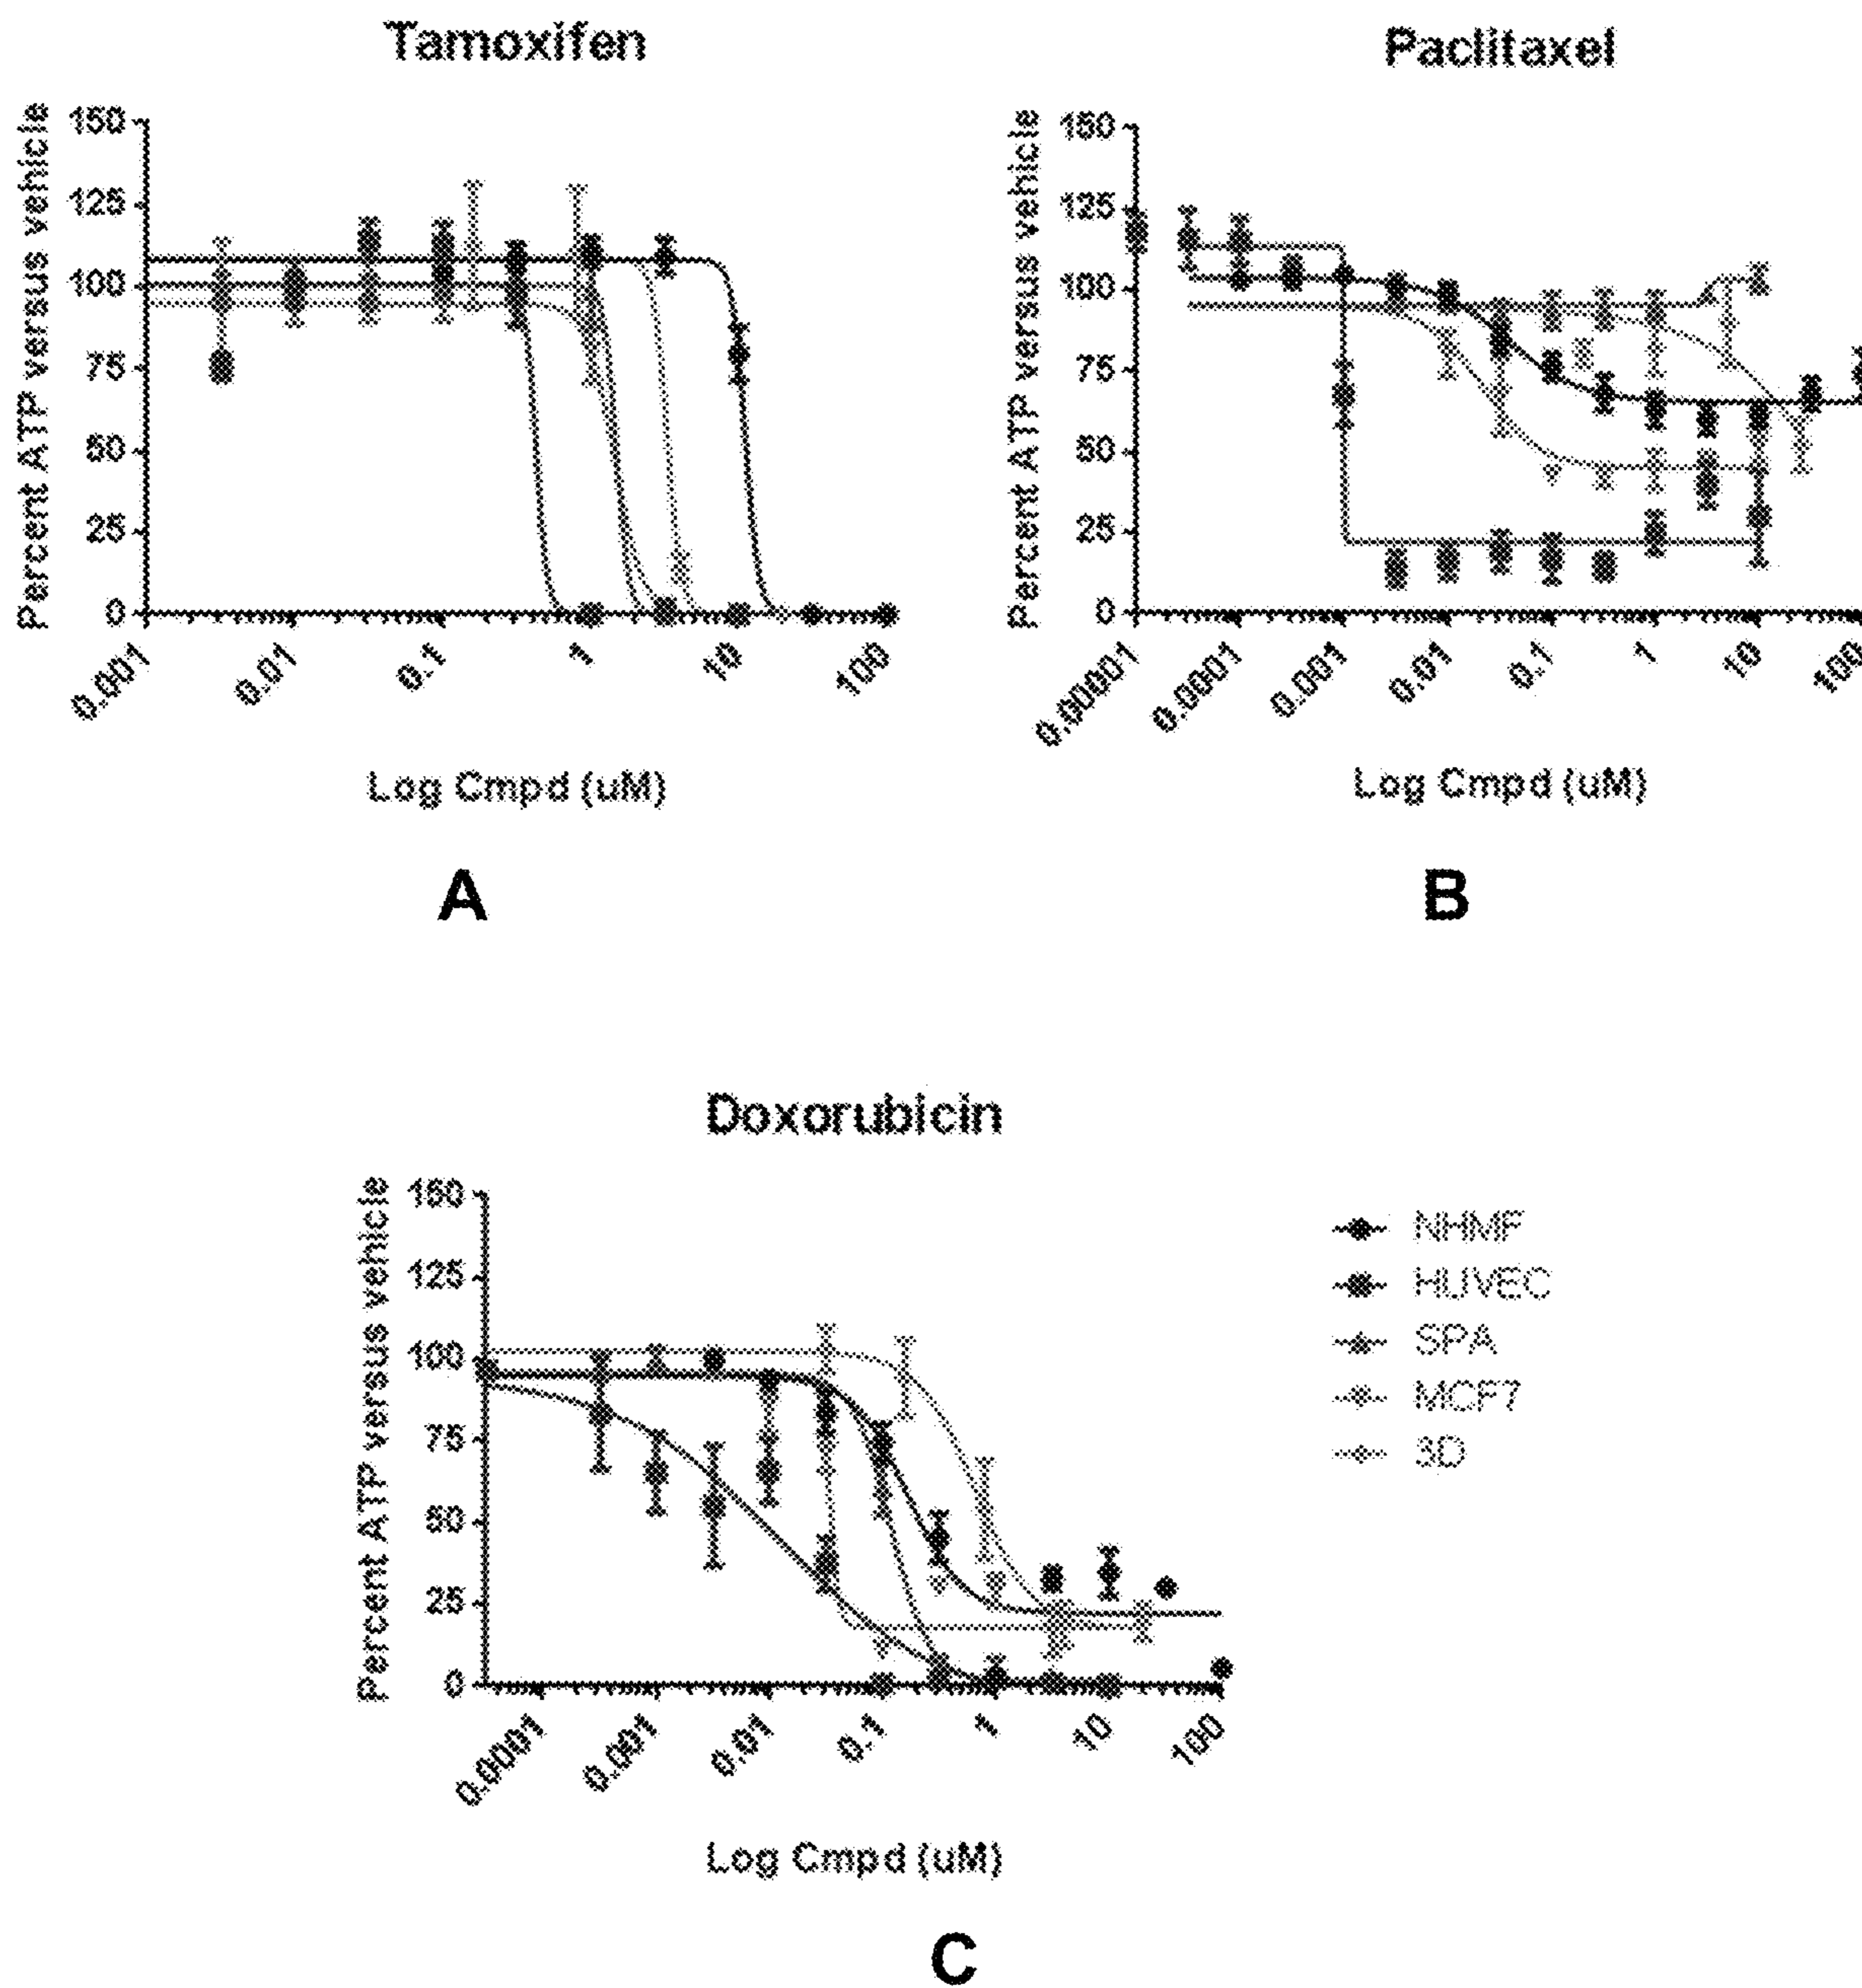 Tamoxifen
Percent ATP versus vehicle
150
125
100
75
50
25
0
0.001
0.01
0.1
1
10
100
Log Cmpd (uM)
A
Paclitaxel
Percent ATP versus vehicle
150
125
100
75
50
25
0
0.00001
0.0001
0.001
0.01
0.1
1
10
100
Log Cmpd (uM)
B
Doxorubicin
Percent ATP versus vehicle
150
125
100
75
50
25
0
0.0001
0.001
0.01
0.1
1
10
100
Log Cmpd (uM)
NHMF
HUVEC
SPA
MCF7
3D
C